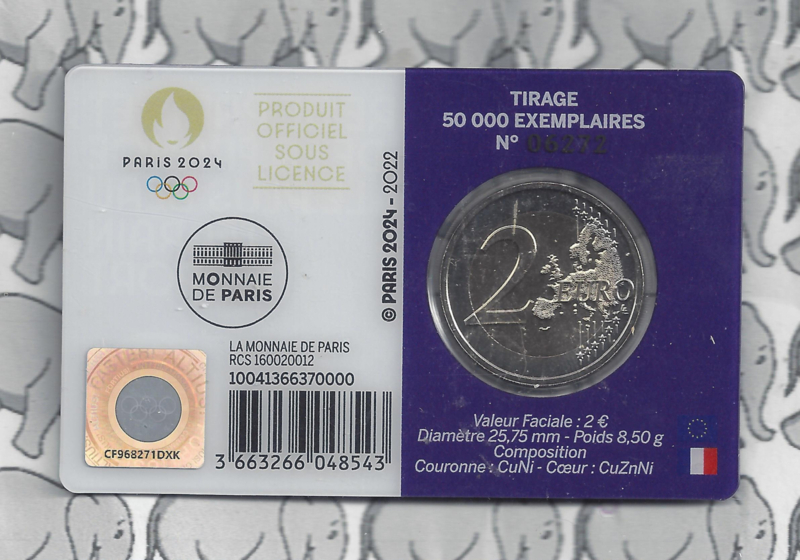 PARIS 2024
PRODUIT
OFFICIEL
SOUS
LICENCE
MONNAIE
DE PARIS
© PARIS 2024 - 2022
LA MONNAIE DE PARIS
RCS 160020012
10041366370000
3 663266 048543
CF968271DXK
TIRAGE
50 000 EXEMPLAIRES
N°
2 EURO
Valeur Faciale : 2 €
Diamètre 25,75 mm - Poids 8,50 g
Composition
Couronne : CuNi - Cœur : CuZnNi